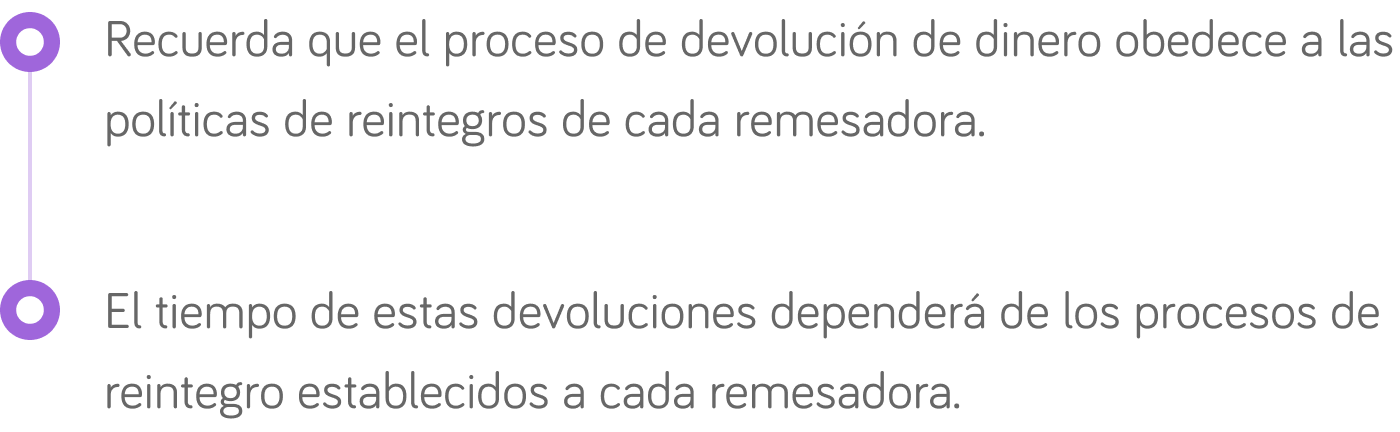 Recuerda que el proceso de devolución de dinero obedece a las
políticas de reintegros de cada remesadora.
El tiempo de estas devoluciones dependerá de los procesos de
reintegro establecidos a cada remesadora.